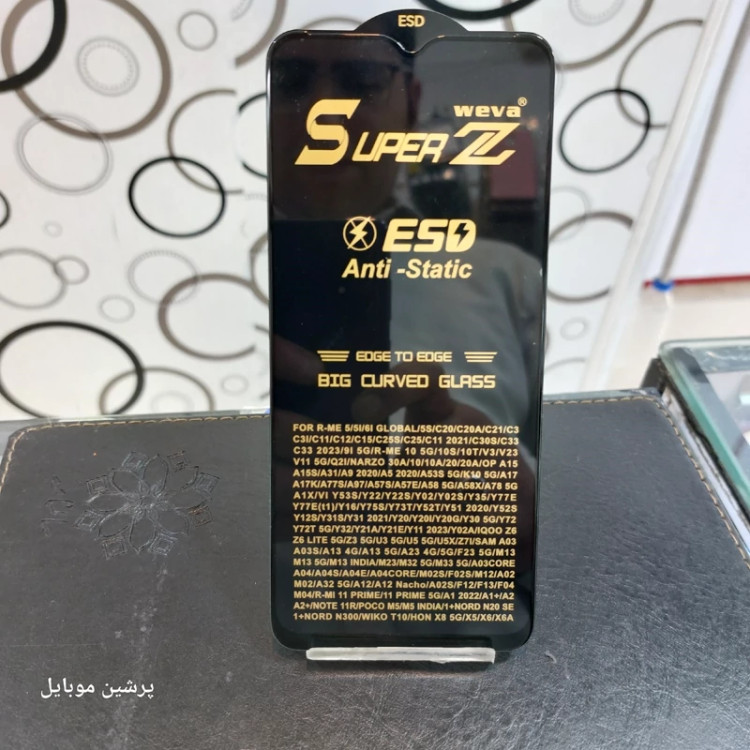 ESD
weva®
SUPER Z
ESD
Anti -Static
EDGE TO EDGE
BIG CURVED GLASS
FOR R-ME 5/5I/6I GLOBAL/5S/C20/C20A/C21/C3
C3I/C11/C12/C15/C25S/C25/C11 2021/C30S/C33
C33 2023/9I 5G/R-ME 10 5G/10S/10T/V3/V23
V11 5G/Q2I/NARZO 30A/10/10A/20/20A/OP A15
A15S/A31/A9 2020/A5 2020/A53S 5G/K10 5G/A17
A17K/A77S/A97/A57S/A57E/A58 5G/A58X/A78 5G
A1X/VI Y53S/Y22/Y22S/Y02/Y02S/Y35/Y77E
Y77E(t1)/Y16/Y75S/Y73T/Y52T/Y51 2020/Y52S
Y12S/Y31S/Y31 2021/Y20/Y20I/Y20G/Y30 5G/Y72
Y72T 5G/Y32/Y21A/Y21E/Y11 2023/Y02A/IQOO Z6
Z6 LITE 5G/Z3 5G/U3 5G/U5 5G/U5X/Z7I/SAM A03
A03S/A13 4G/A13 5G/A23 4G/5G/F23 5G/M13
M13 5G/M13 INDIA/M23/M32 5G/M33 5G/A03CORE
A04/A04S/A04E/A04CORE/M02S/F02S/M12/A02
M02/A32 5G/A12/A12 Nacho/A02S/F12/F13/F04
M04/R-MI 11 PRIME/11 PRIME 5G/A1 2022/A1+/A2
A2+/NOTE 11R/POCO M5/M5 INDIA/1+NORD N20 SE
1+NORD N300/WIKO T10/HON X8 5G/X5/X6/X6A
پرشین موبایل